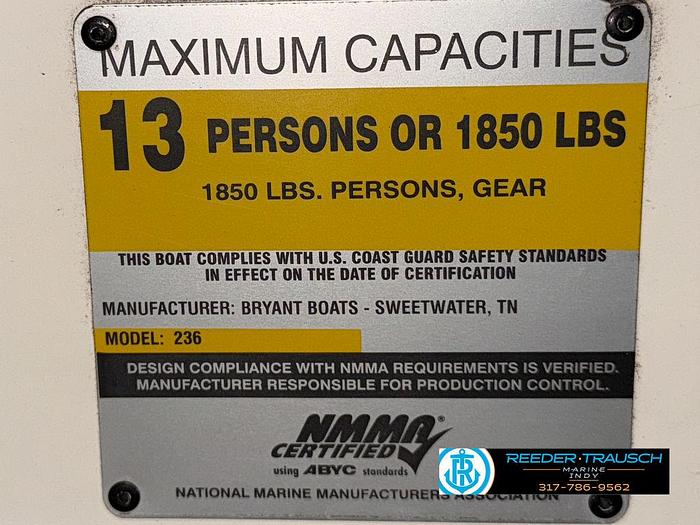 MAXIMUM CAPACITIES
13 PERSONS OR 1850 LBS
1850 LBS. PERSONS, GEAR
THIS BOAT COMPLIES WITH U.S. COAST GUARD SAFETY STANDARDS
IN EFFECT ON THE DATE OF CERTIFICATION
MANUFACTURER: BRYANT BOATS - SWEETWATER, TN
MODEL: 236
DESIGN COMPLIANCE WITH NMMA REQUIREMENTS IS VERIFIED.
MANUFACTURER RESPONSIBLE FOR PRODUCTION CONTROL.
NMMA®
CERTIFIED
using ABYC standards
NATIONAL MARINE MANUFACTURERS ASSOCIATION
REEDER·TRAUSCH
MARINE
INDY
317-786-9562